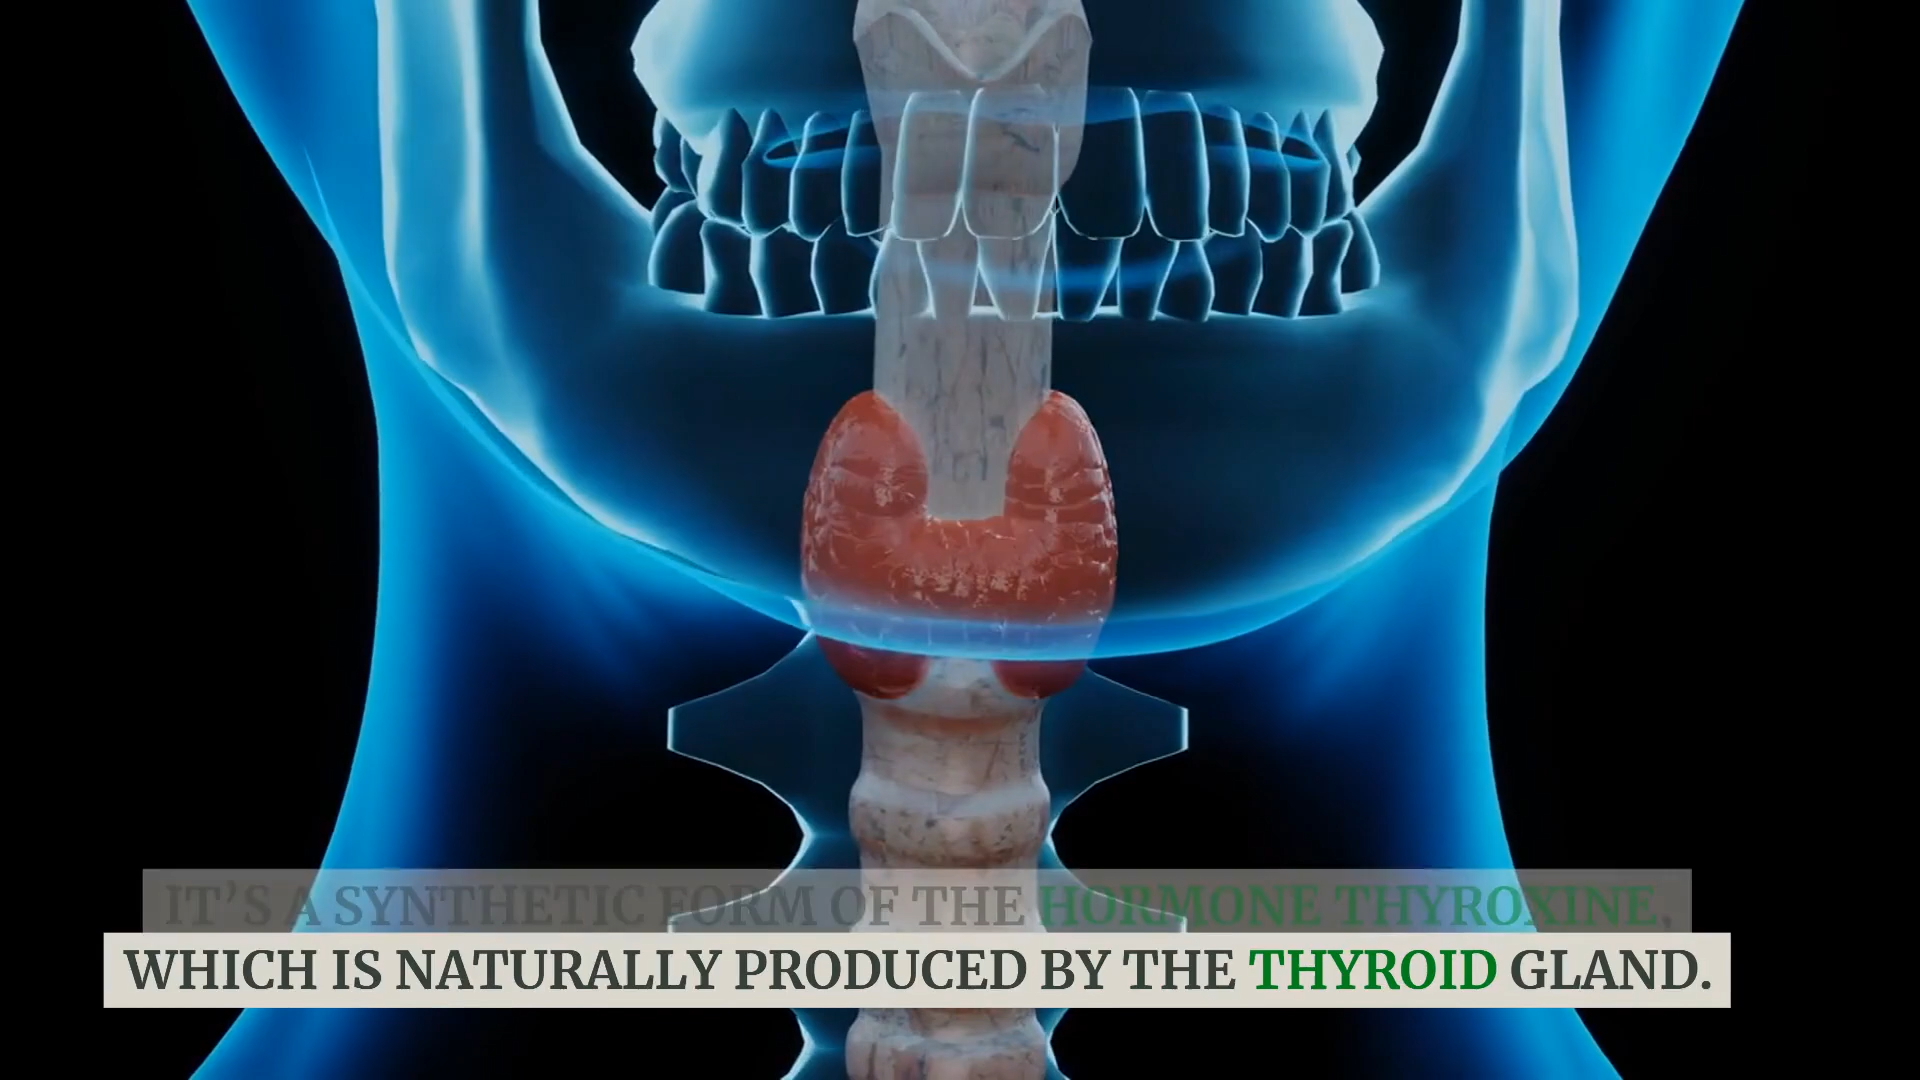 IT’S A SYNTHETIC FORM OF THE HORMONE THYROXINE,
WHICH IS NATURALLY PRODUCED BY THE THYROID GLAND.